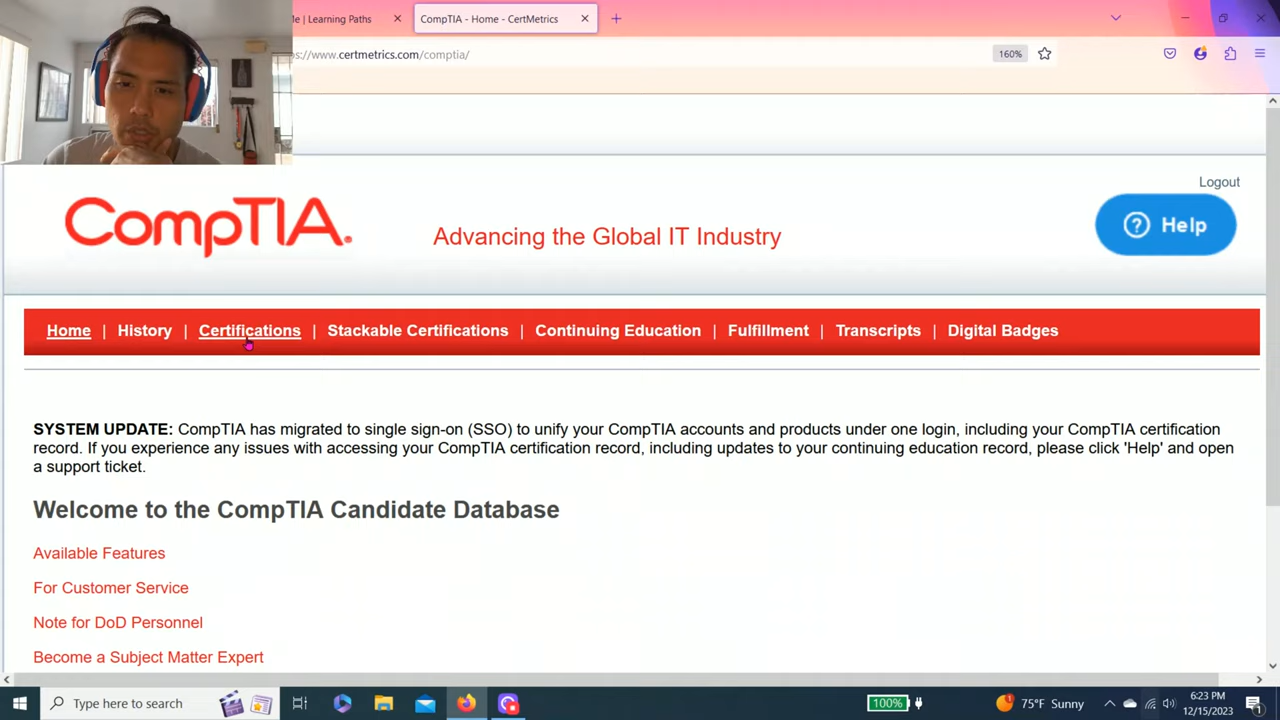 e | Learning Paths
CompTIA - Home - CertMetrics
s://www.certmetrics.com/comptia/
160%
Logout
CompTIA.
Advancing the Global IT Industry
Help
Home | History | Certifications | Stackable Certifications | Continuing Education | Fulfillment | Transcripts | Digital Badges
SYSTEM UPDATE: CompTIA has migrated to single sign-on (SSO) to unify your CompTIA accounts and products under one login, including your CompTIA certification
record. If you experience any issues with accessing your CompTIA certification record, including updates to your continuing education record, please click 'Help' and open
a support ticket.
Welcome to the CompTIA Candidate Database
Available Features
For Customer Service
Note for DoD Personnel
Become a Subject Matter Expert
Type here to search
100%
75°F Sunny
6:23 PM
12/15/2023